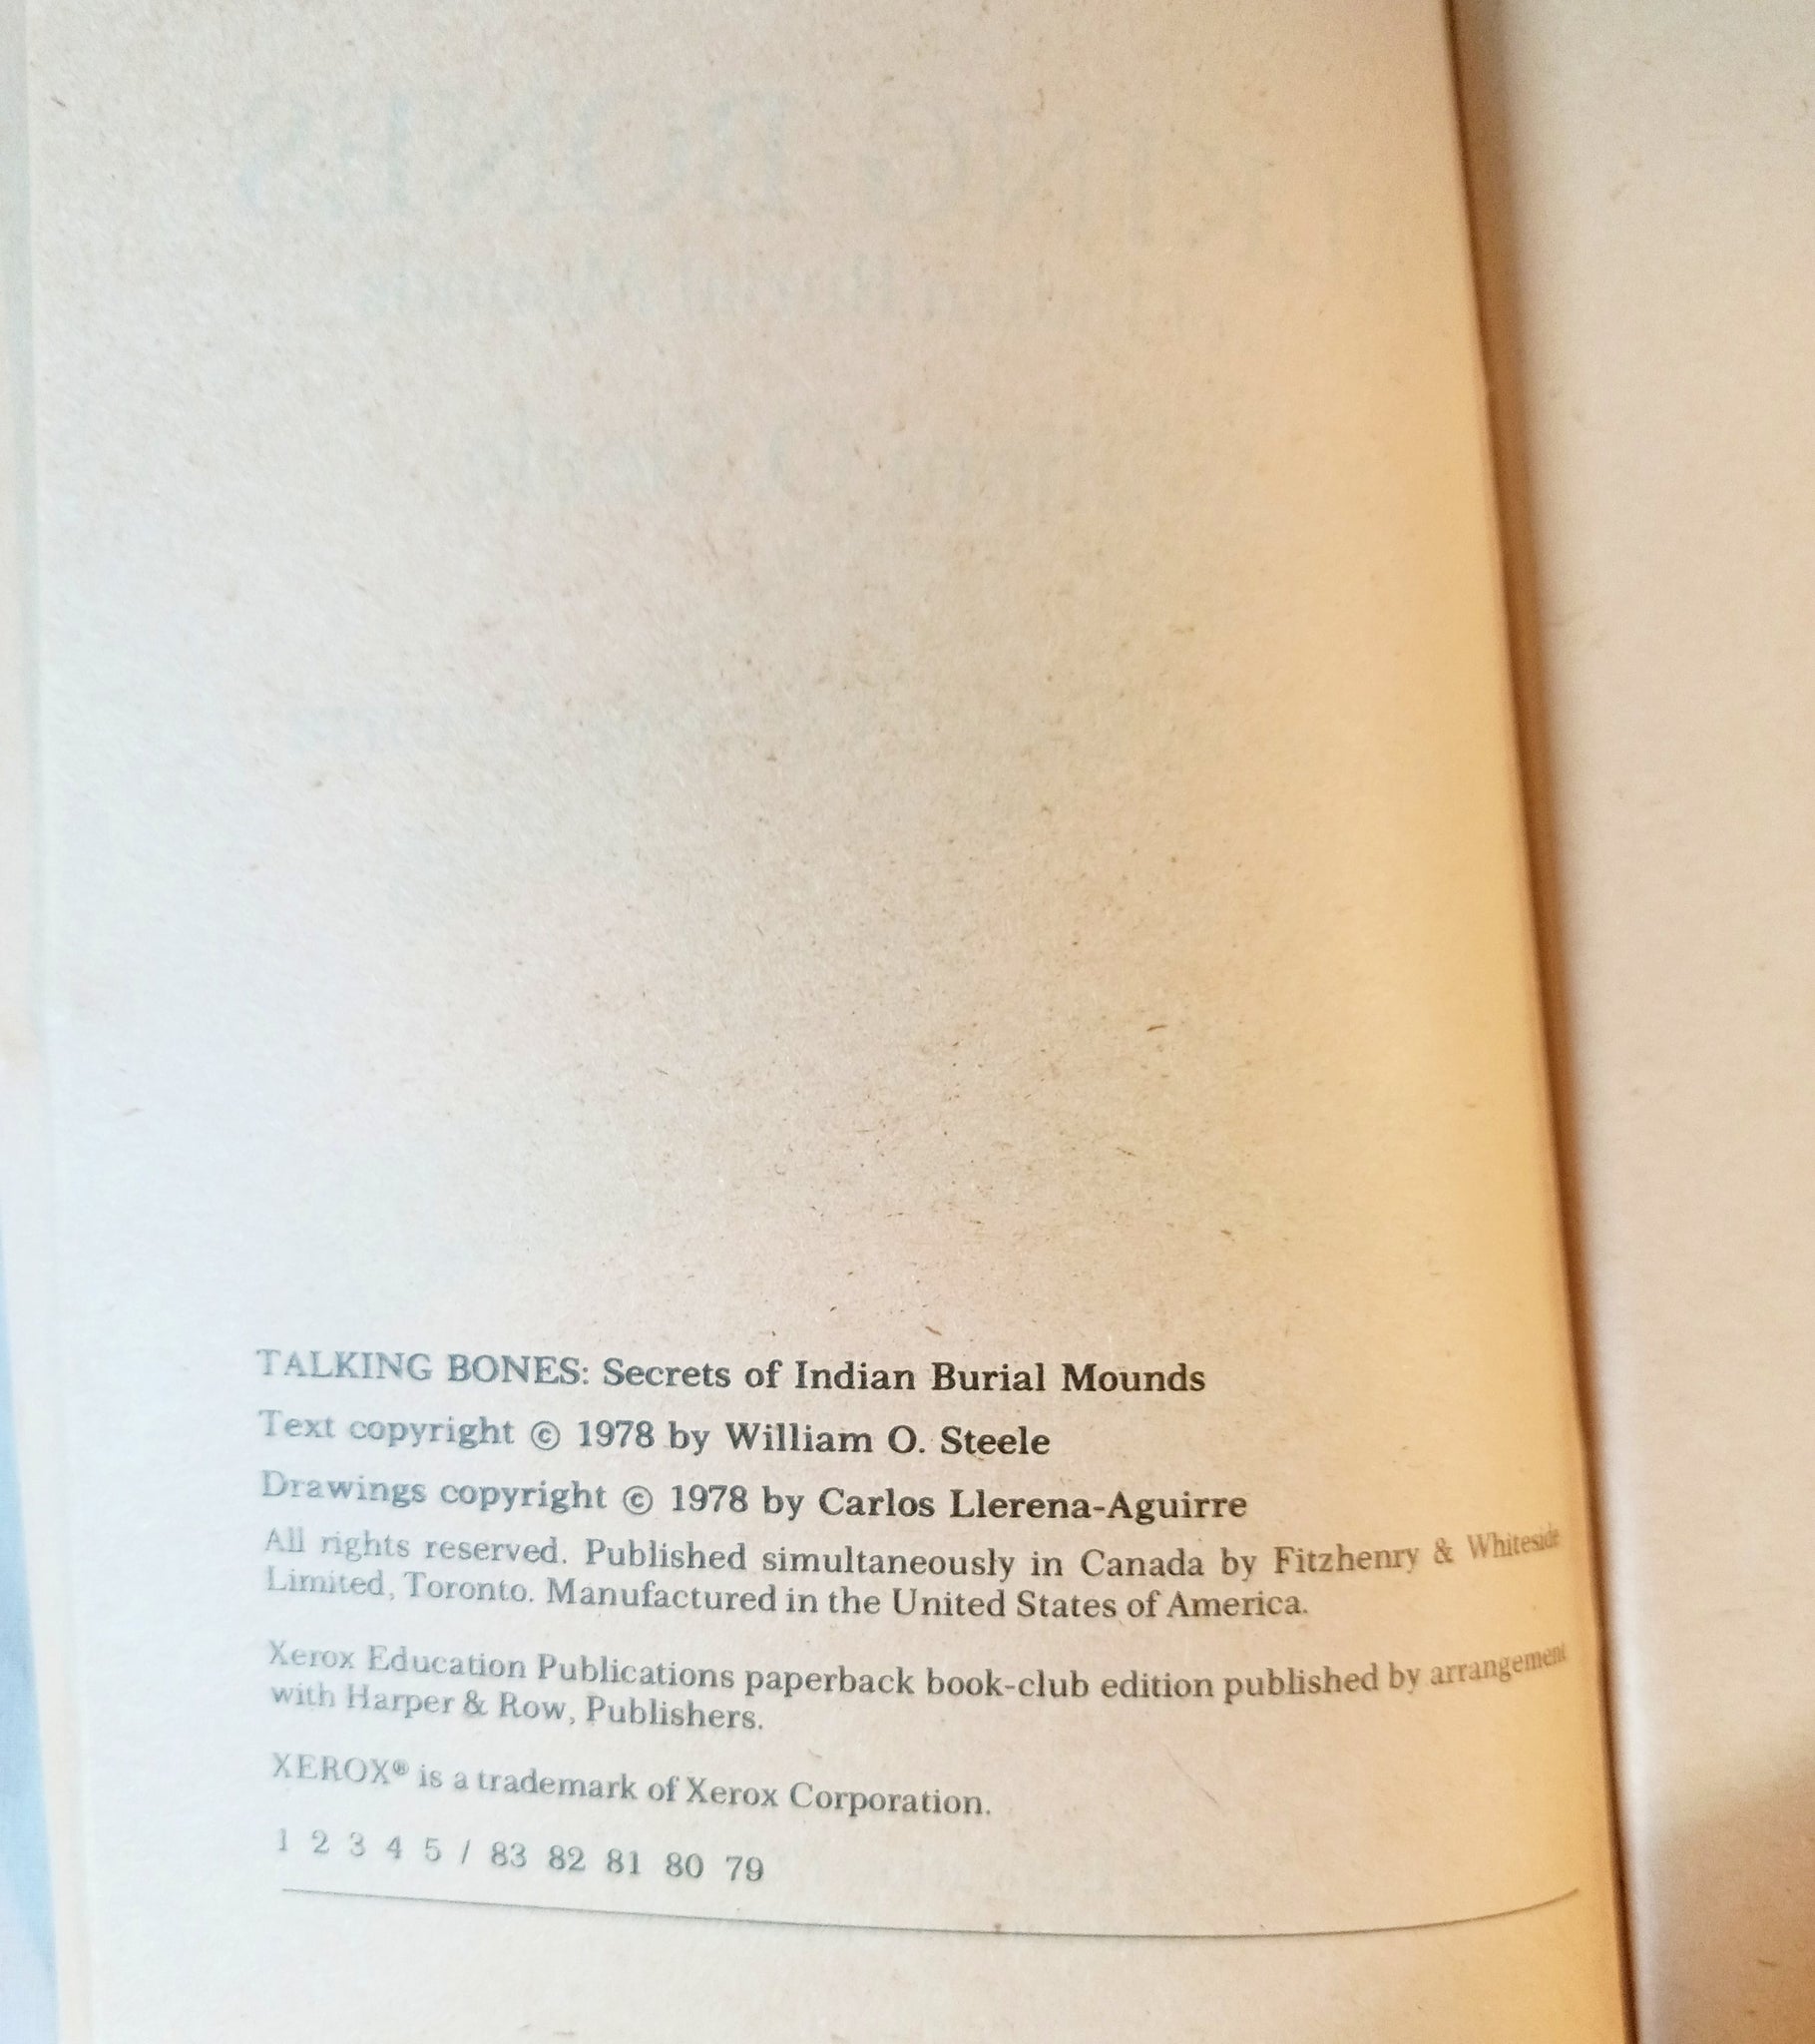 TALKING BONES: Secrets of Indian Burial Mounds
Text copyright © 1978 by William O. Steele
Drawings copyright © 1978 by Carlos Llerena-Aguirre
All rights reserved. Published simultaneously in Canada by Fitzhenry & Whiteside
Limited, Toronto. Manufactured in the United States of America.
Xerox Education Publications paperback book-club edition published by arrangement
with Harper & Row, Publishers.
XEROX® is a trademark of Xerox Corporation.
1 2 3 4 5 / 83 82 81 80 79